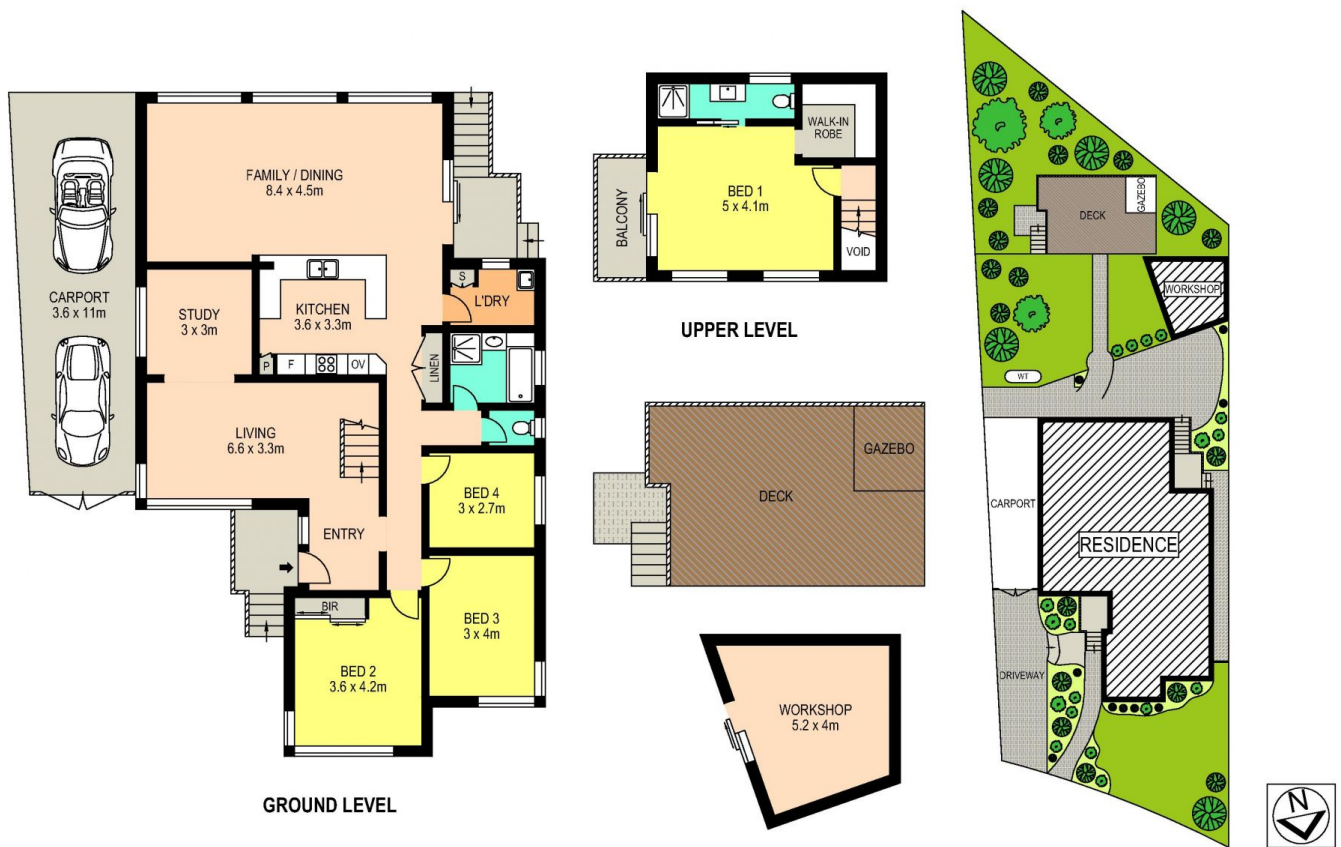 FAMILY / DINING
8.4 x 4.5m
CARPORT
3.6 x 11m
STUDY
3 x 3m
KITCHEN
3.6 x 3.3m
S
L'DRY
P
F
OV
LINEN
LIVING
6.6 x 3.3m
ENTRY
BED 4
3 x 2.7m
BED 3
3 x 4m
BIR
BED 2
3.6 x 4.2m
GROUND LEVEL
WALK-IN
ROBE
BED 1
5 x 4.1m
BALCONY
VOID
UPPER LEVEL
GAZEBO
DECK
WORKSHOP
5.2 x 4m
DECK
GAZEBO
WORKSHOP
WT
CARPORT
RESIDENCE
DRIVEWAY
N